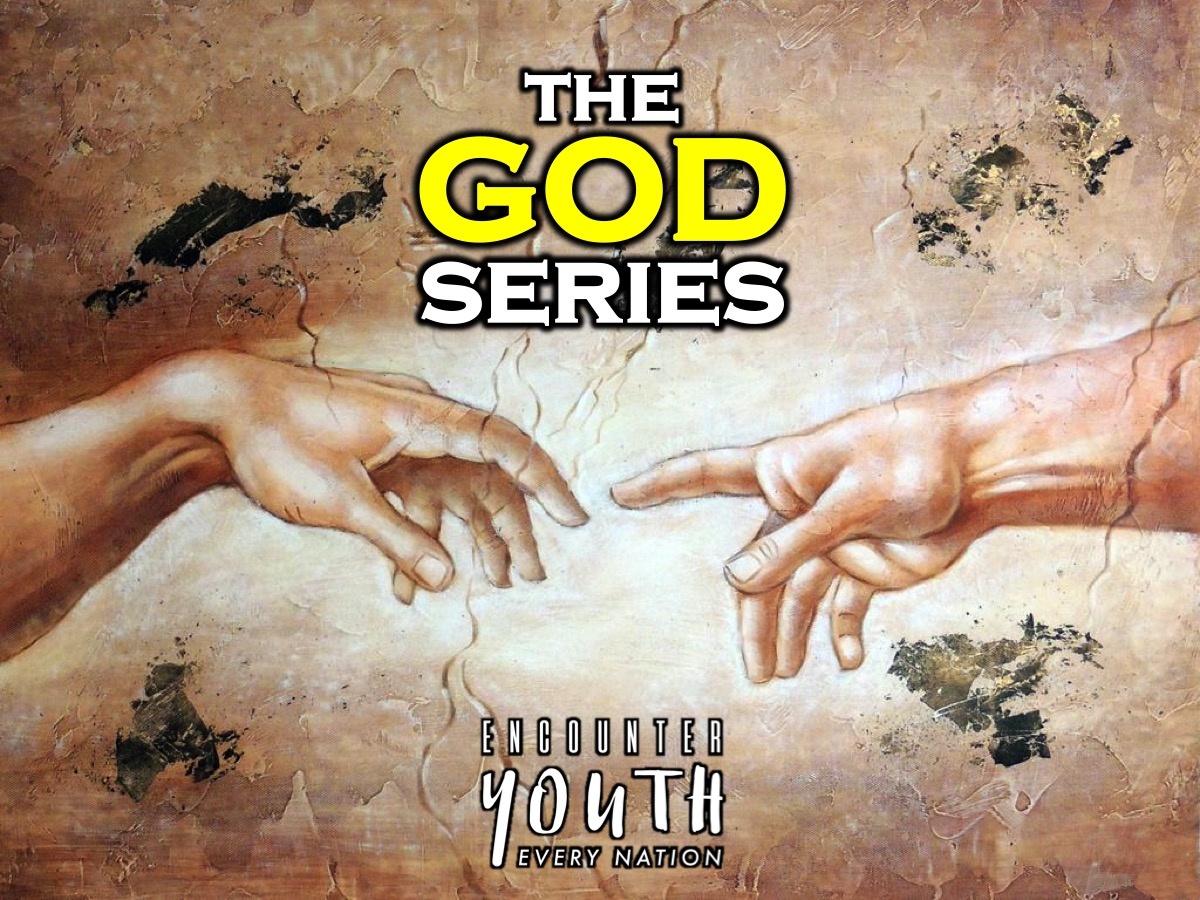 THE
GOD
SERIES
ENCOUNTER
YOUTH
EVERY NATION